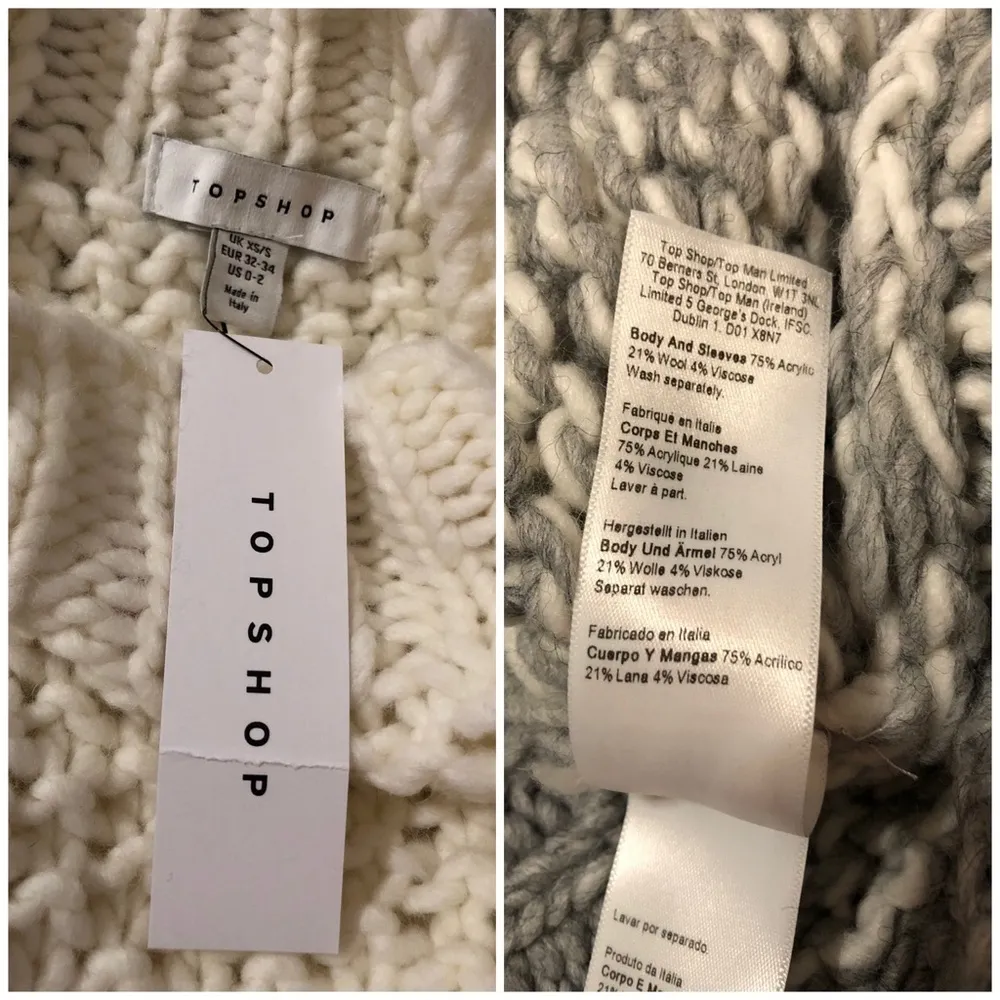 TOPSHOP
UK XS/S
EUR 32-34
US 0-2
Made in
Italy
TOPSHOP
Top Shop/Top Man Limited
70 Berners St, London, W1T 3NL
Top Shop/Top Man (Ireland)
Limited 5 George's Dock, IFSC,
Dublin 1, D01 X8N7
Body And Sleeves 75% Acrylic
21% Wool 4% Viscose
Wash separately.
Fabriqué en Italie
Corps Et Manches
75% Acrylique 21% Laine
4% Viscose
Laver à part.
Hergestellt in Italien
Body Und Ärmel 75% Acryl
21% Wolle 4% Viskose
Separat waschen.
Fabricado en Italia
Cuerpo Y Mangas 75% Acrílico
21% Lana 4% Viscosa
Lavar por separado.
Produto da Itália
Corpo E
21%